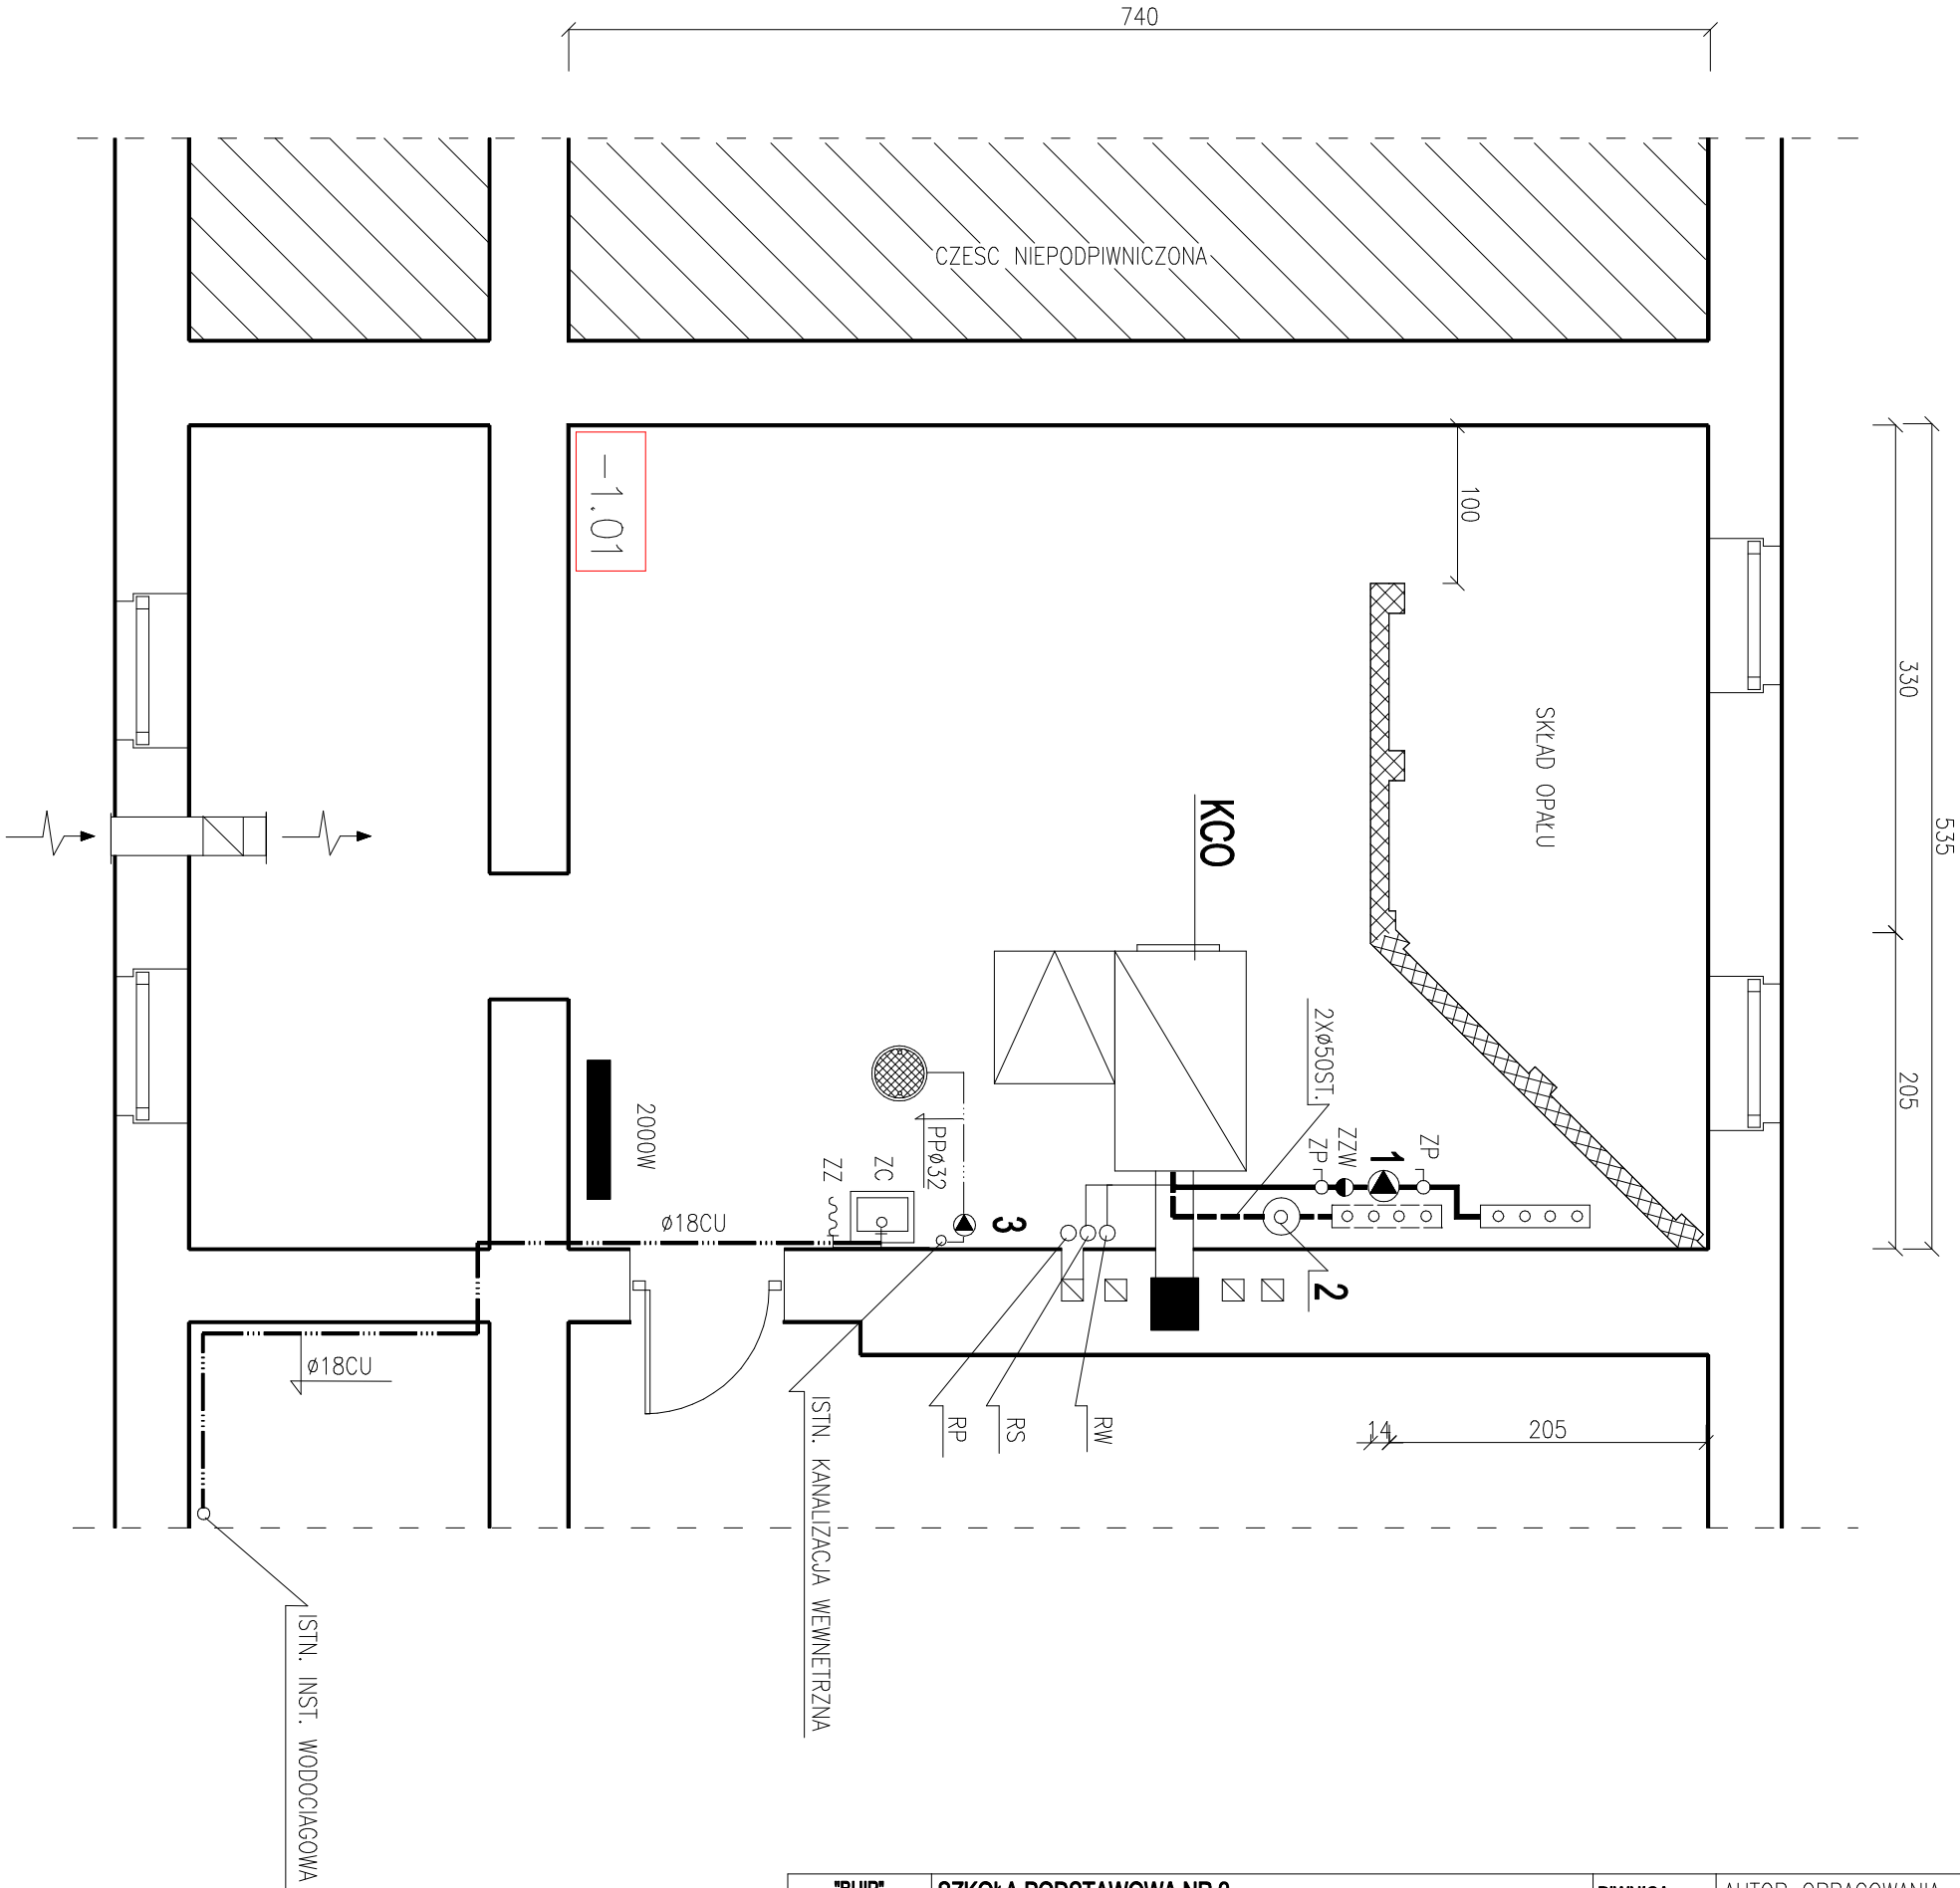 740
CZESC NIEPODPIWNICZONA
-1.01
100
330
535
SKŁAD OPAŁU
KCO
205
2XØ50ST.
2000W
ZP
ZZW
ZP
1
ZZ
ZC
PPØ32
3
Ø18CU
2
Ø18CU
RP
RS
RW
14
205
ISTN. KANALIZACJA WEWNETRZNA
ISTN. INST. WODOCIAGOWA